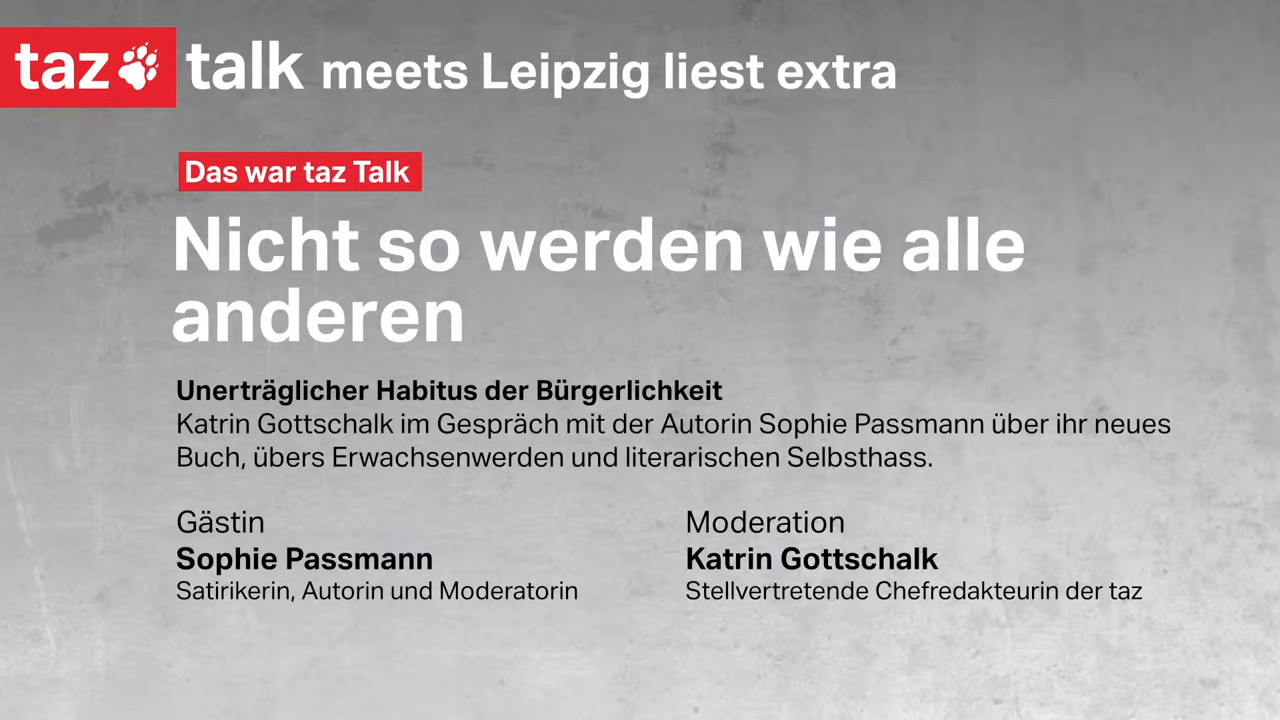 taz talk meets Leipzig liest extra
Das war taz Talk
Nicht so werden wie alle
anderen
Unerträglicher Habitus der Bürgerlichkeit
Katrin Gottschalk im Gespräch mit der Autorin Sophie Passmann über ihr neues
Buch, übers Erwachsenwerden und literarischen Selbsthass.
Gästin
Sophie Passmann
Satirikerin, Autorin und Moderatorin
Moderation
Katrin Gottschalk
Stellvertretende Chefredakteurin der taz